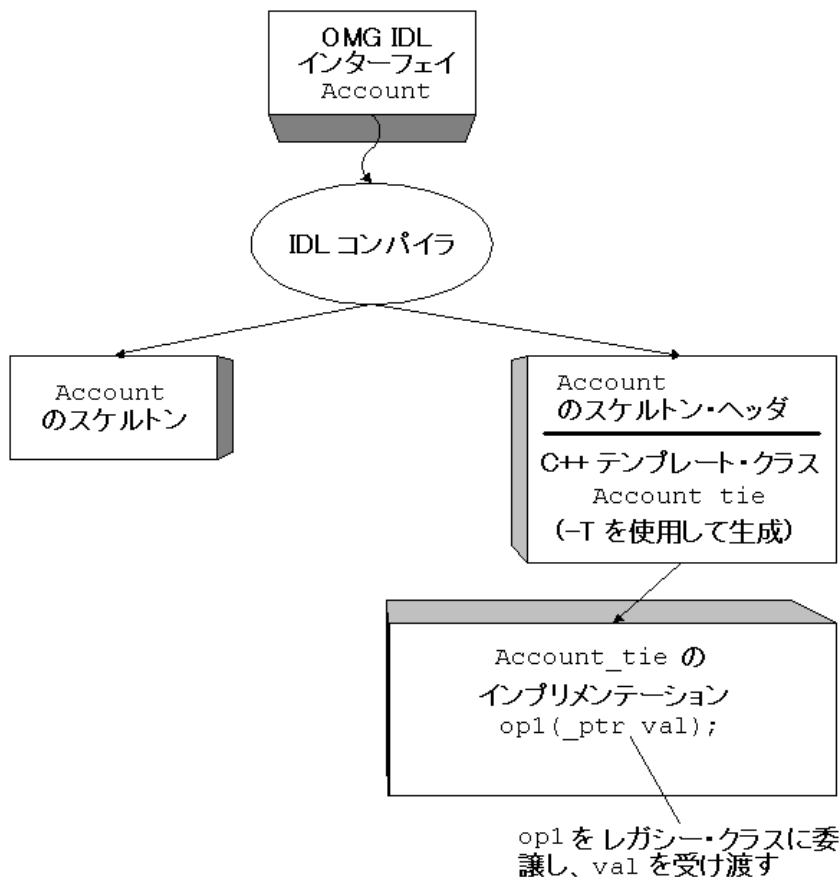 OMG IDL
インターフェイ
Account
IDL コンパイラ
Account
のスケルトン
Account
のスケルトン・ヘッダ
C++ テンプレート・クラス
Account tie
(-T を使用して生成)
Account_tie の
インプリメンテーション
op1(_ptr val);
op1 をレガシー・クラスに委
譲し、val を受け渡す